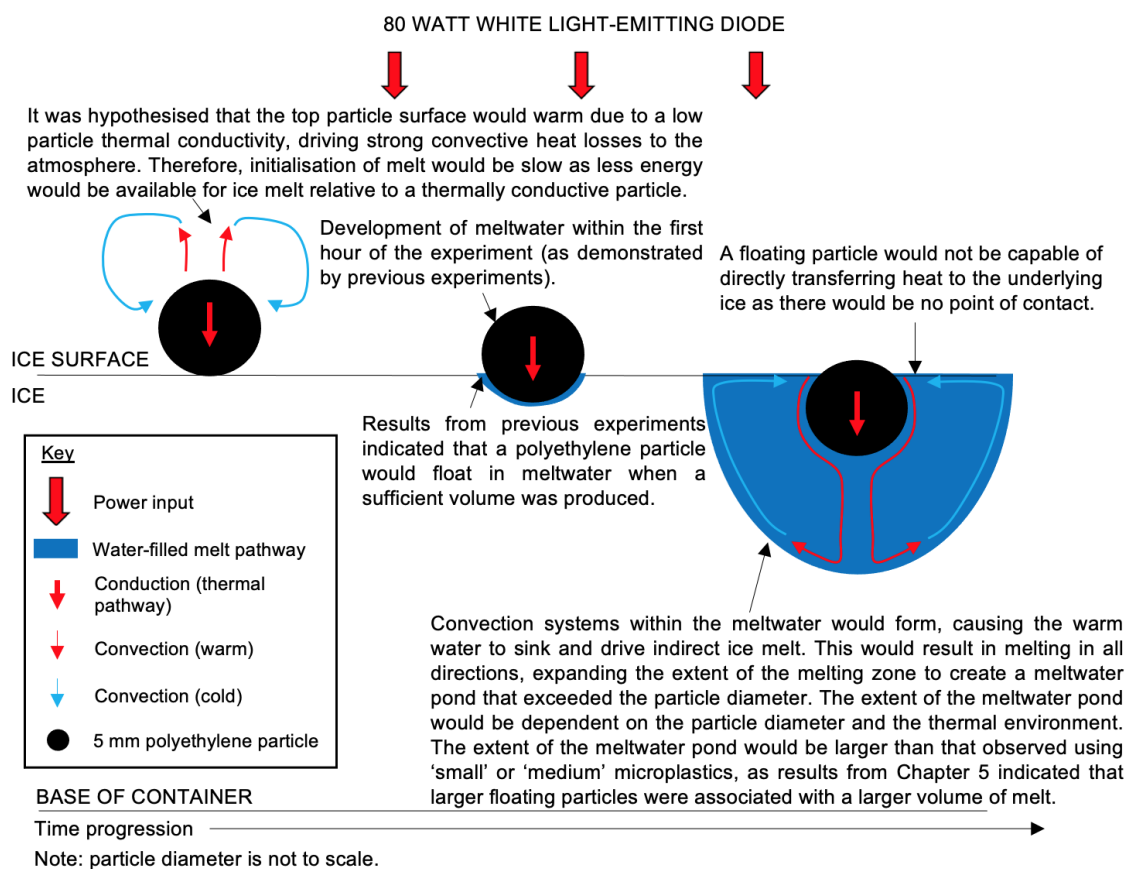 80 WATT WHITE LIGHT-EMITTING DIODE
It was hypothesised that the top particle surface would warm due to a low
particle thermal conductivity, driving strong convective heat losses to the
atmosphere. Therefore, initialisation of melt would be slow as less energy
would be available for ice melt relative to a thermally conductive particle.
Development of meltwater within the first
hour of the experiment (as demonstrated
by previous experiments).
A floating particle would not be capable of
directly transferring heat to the underlying
ice as there would be no point of contact.
ICE SURFACE
ICE
Results from previous experiments
indicated that a polyethylene particle
would float in meltwater when a
sufficient volume was produced.
Key
Power input
Water-filled melt pathway
Conduction (thermal
pathway)
Convection (warm)
Convection (cold)
5 mm polyethylene particle
Convection systems within the meltwater would form, causing the warm
water to sink and drive indirect ice melt. This would result in melting in all
directions, expanding the extent of the melting zone to create a meltwater
pond that exceeded the particle diameter. The extent of the meltwater pond
would be dependent on the particle diameter and the thermal environment.
The extent of the meltwater pond would be larger than that observed using
‘small’ or ‘medium’ microplastics, as results from Chapter 5 indicated that
larger floating particles were associated with a larger volume of melt.
BASE OF CONTAINER
Time progression
Note: particle diameter is not to scale.